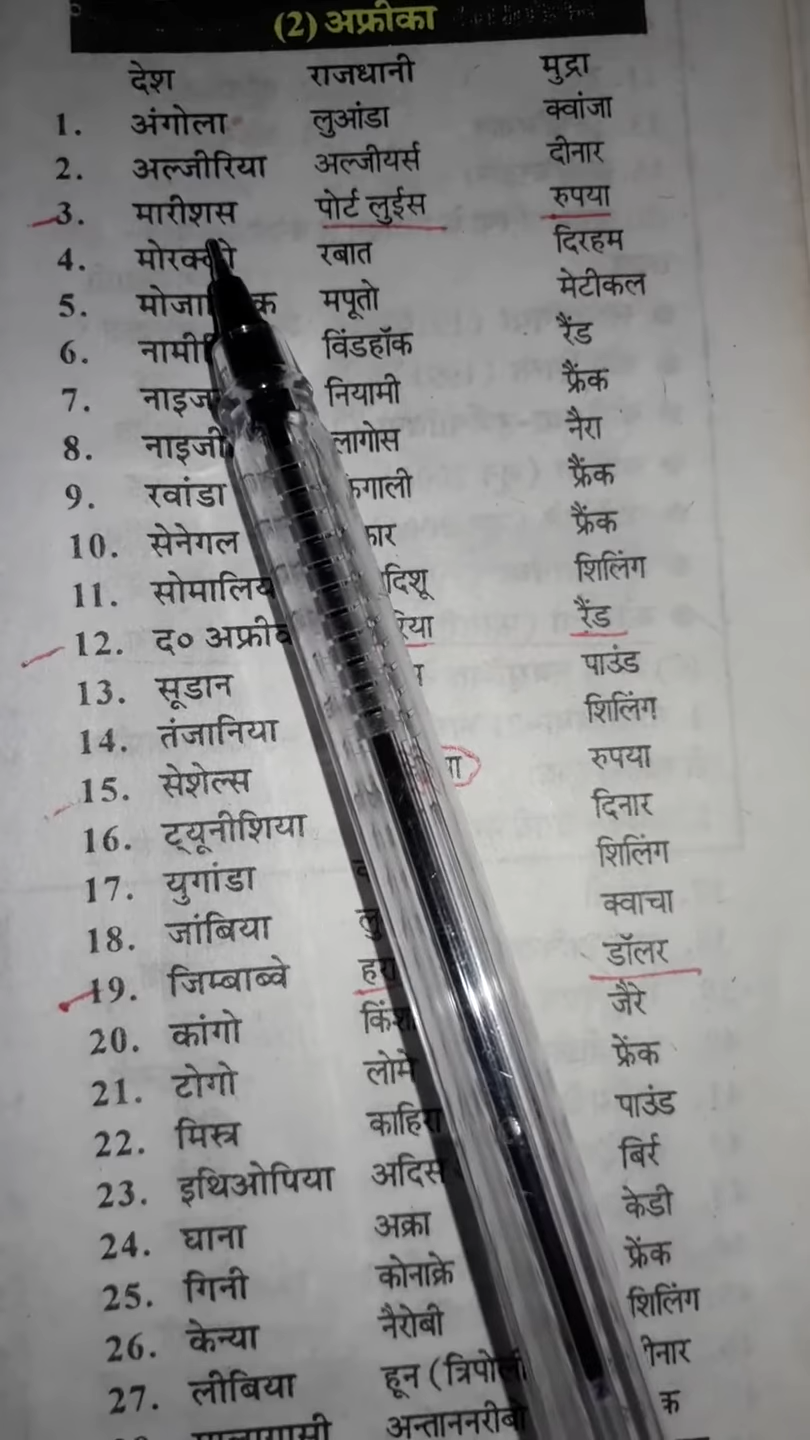 (2) अफ्रीका
देश राजधानी मुद्रा
1. अंगोला लुआंडा क्वांजा
2. अल्जीरिया अल्जीयर्स दीनार
3. मारीशस पोर्ट लुईस रुपया
4. रबात दिरहम
5. मपूतो मेटीकल
6. विंडहॉक रैंड
7. नियामी फ्रैंक
8. लागोस नैरा
9. रवांडा फ्रैंक
10. सेनेगल फ्रैंक
11. शिलिंग
12. द० रैंड
13. सूडान पाउंड
14. तंजानिया शिलिंग
15. सेशेल्स रुपया
16. ट्यूनीशिया दिनार
17. युगांडा शिलिंग
18. जांबिया क्वाचा
19. जिम्बाब्वे डॉलर
20. कांगो जैरे
21. टोगो लोमे फ्रेंक
22. मिस्त्र काहिरा पाउंड
23. इथिओपिया अदिस बिर्र
24. घाना अक्रा केडी
25. गिनी कोनाक्रे फ्रेंक
26. केन्या नैरोबी शिलिंग
27. लीबिया हून (त्रिपोली